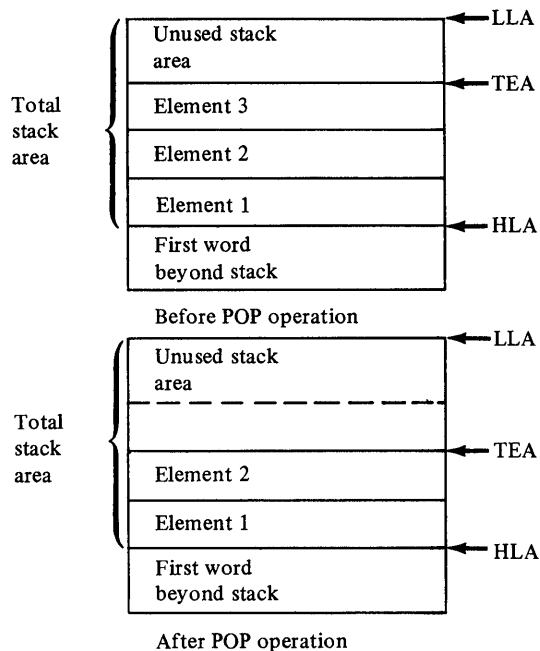 LLA
Unused stack
area
TEA
Total
stack
area
Element 3
Element 2
Element 1
HLA
First word
beyond stack
Before POP operation
LLA
Unused stack
area
Total
stack
area
TEA
Element 2
Element 1
HLA
First word
beyond stack
After POP operation